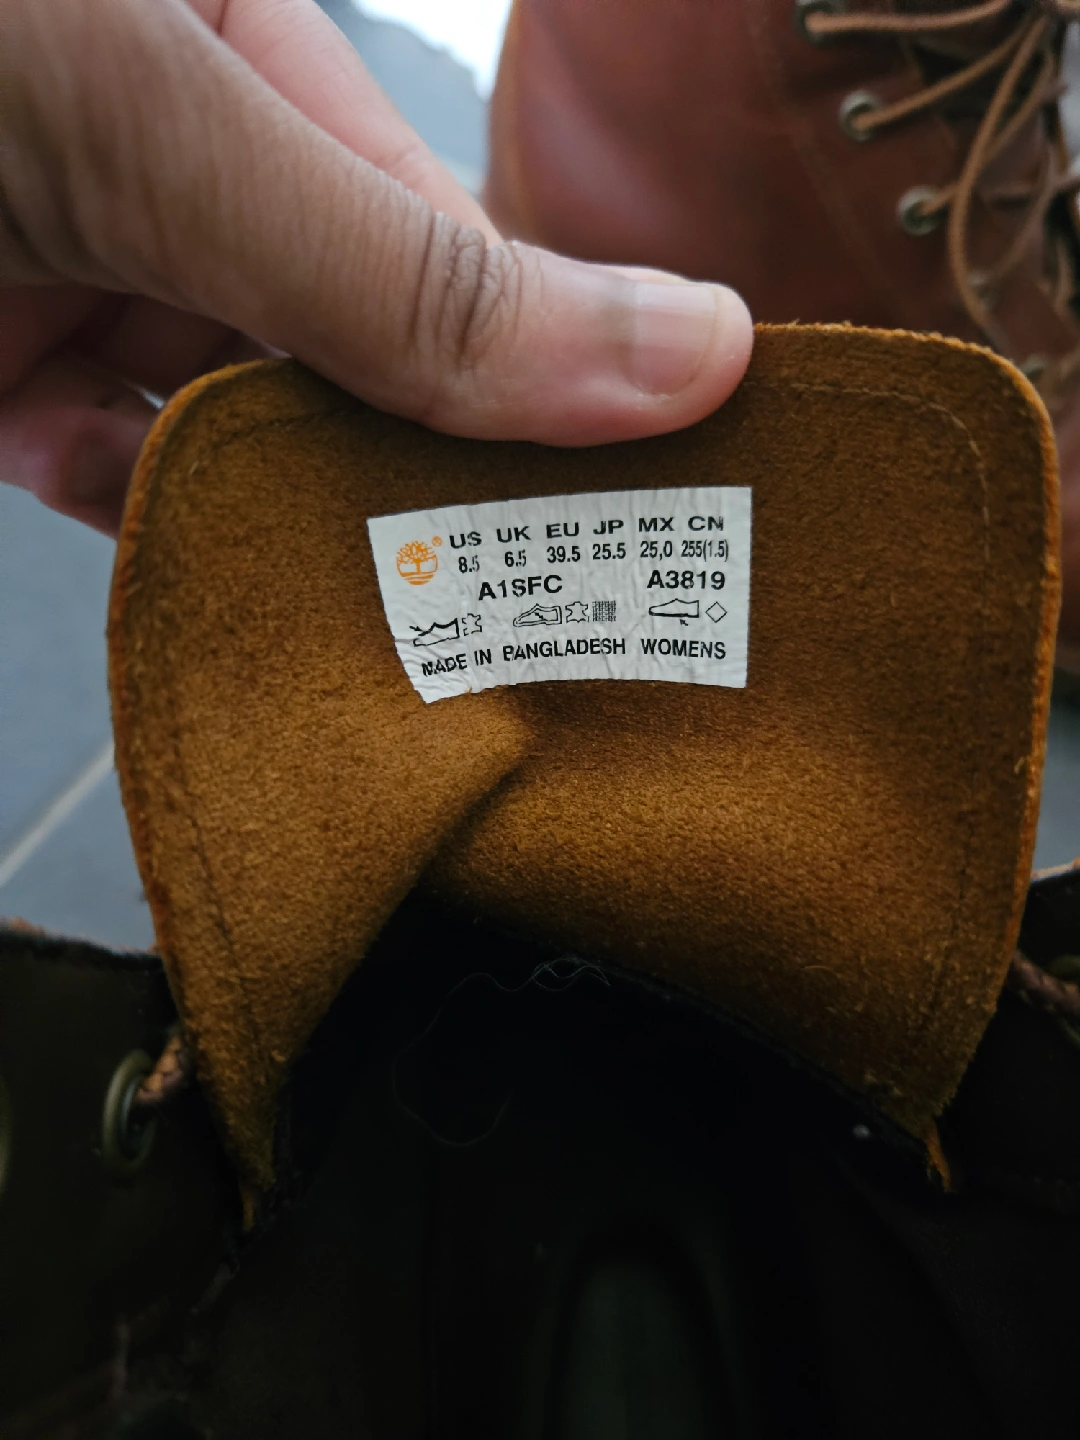 US UK EU JP MX CN
8.5 6.5 39.5 25.5 25,0 255(1.5)
A1SFC A3819
MADE IN BANGLADESH WOMENS